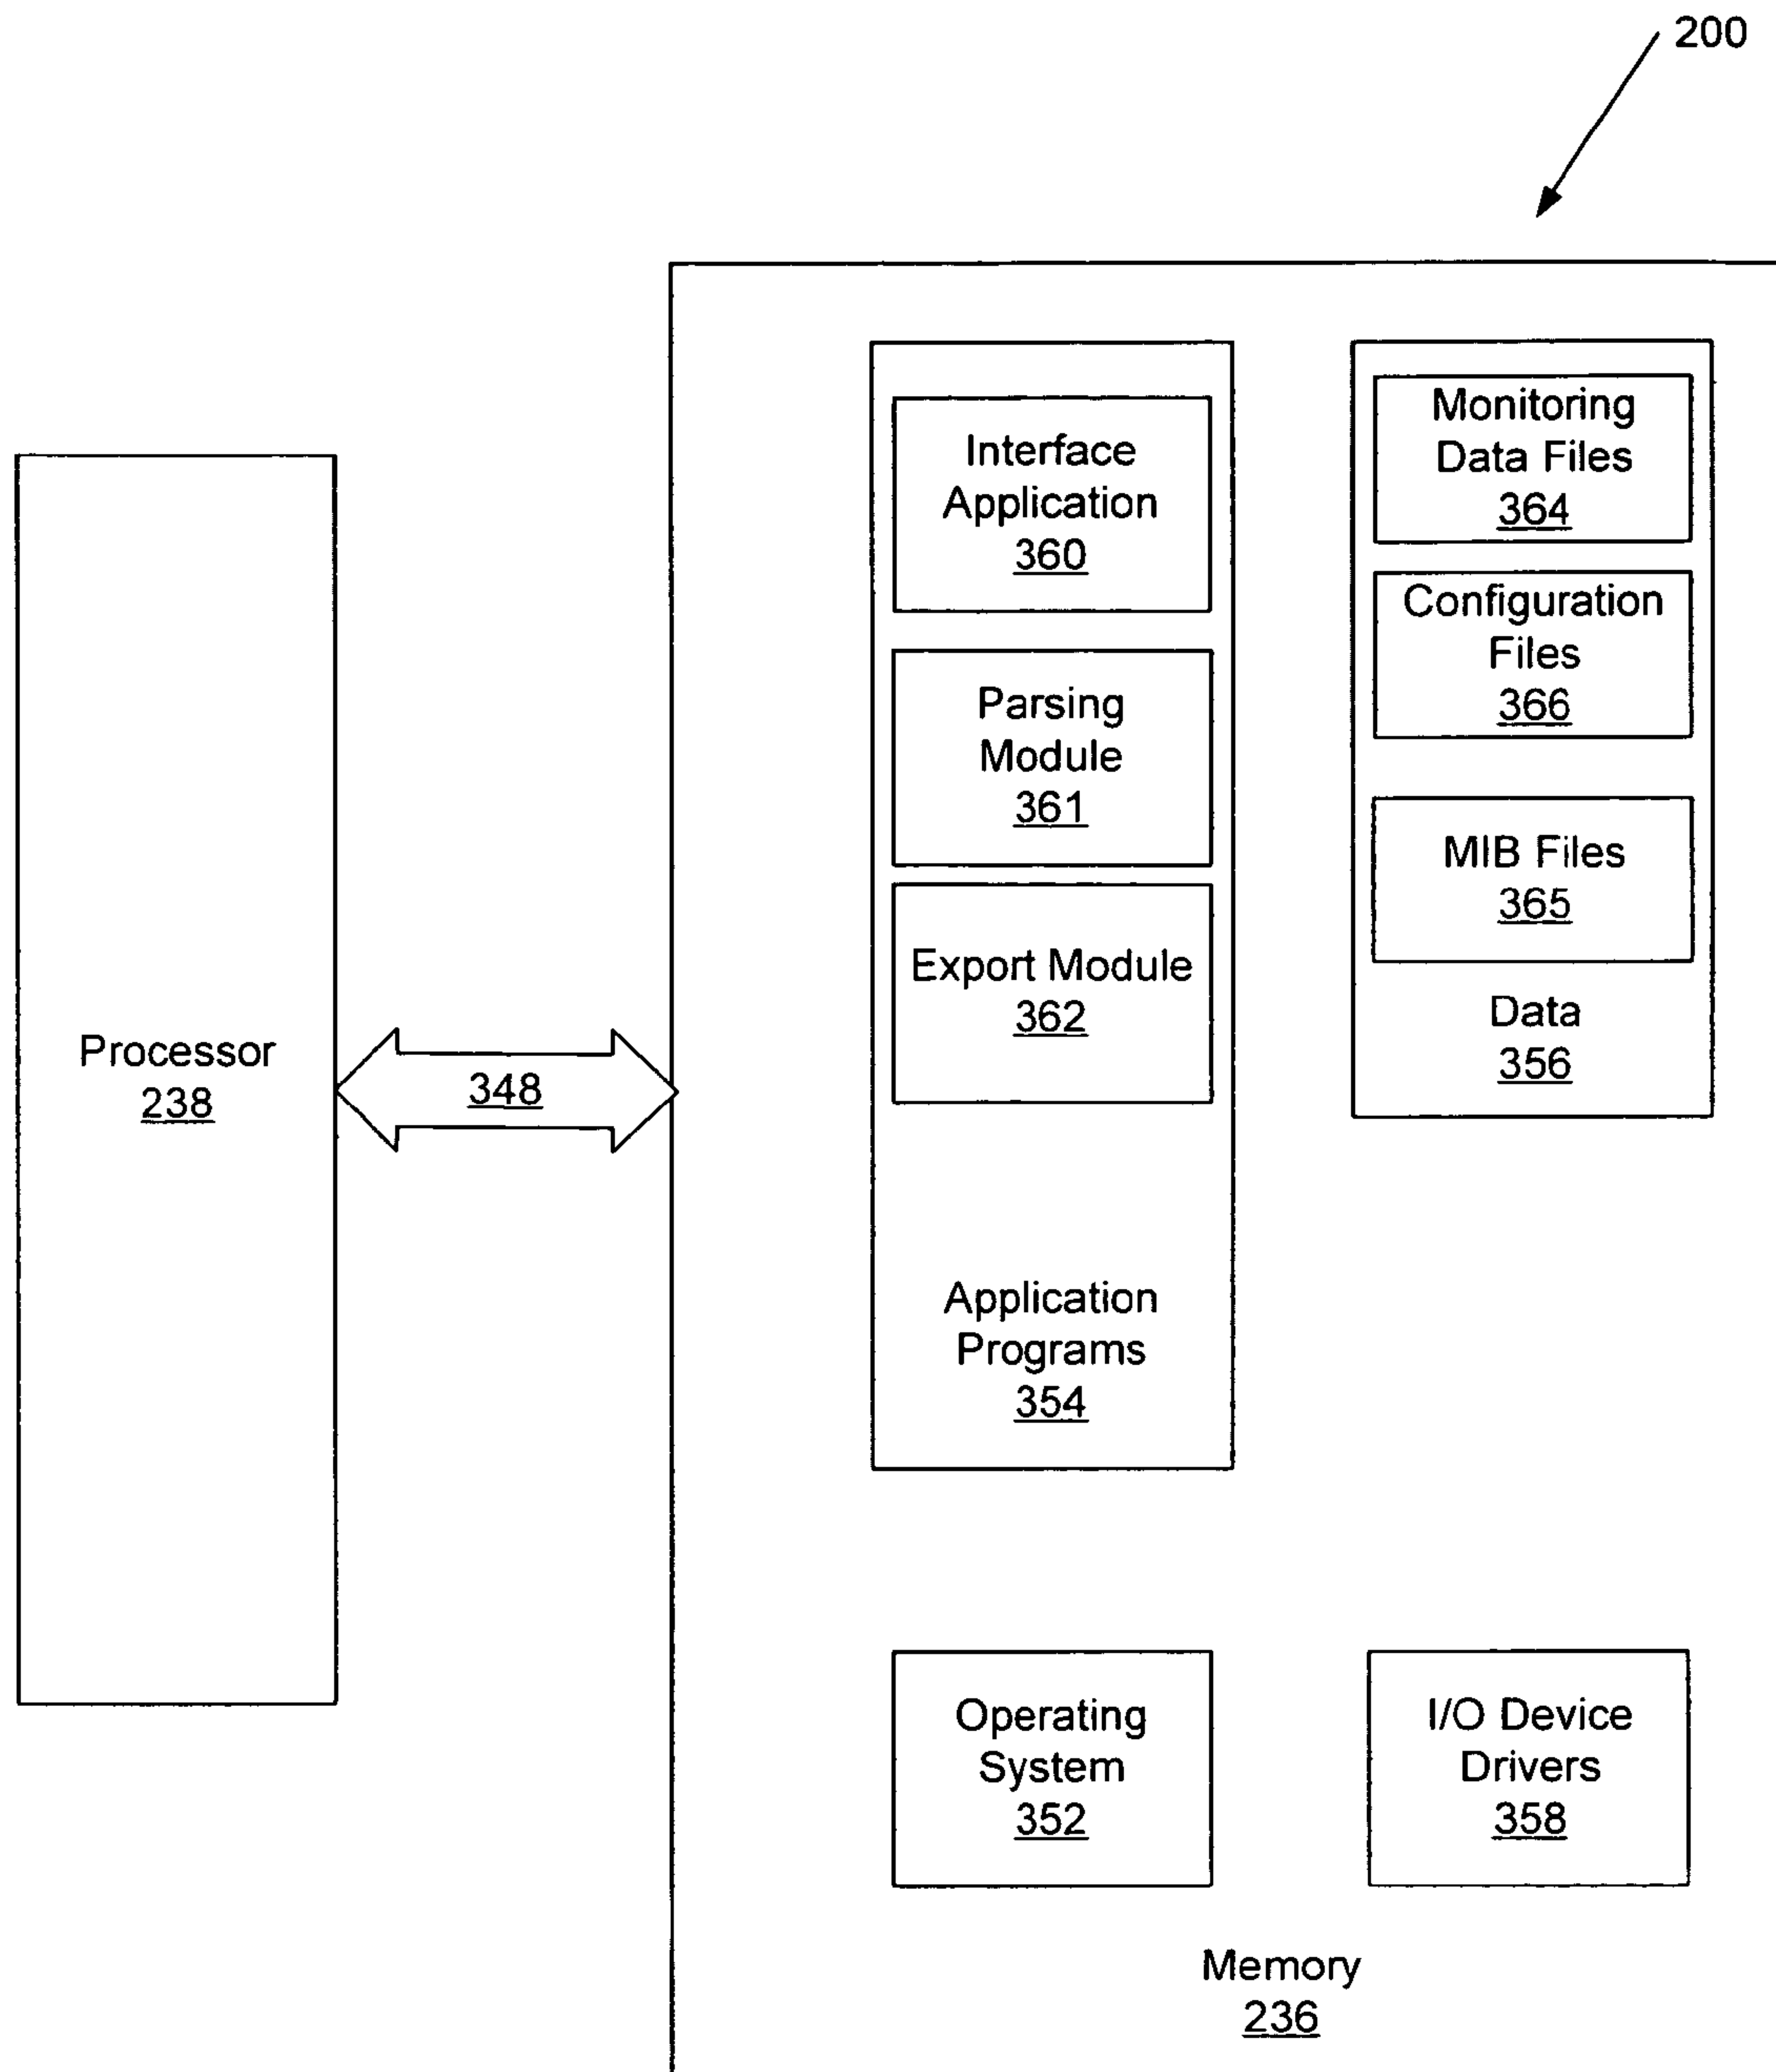 200
Interface
Application
360
Parsing
Module
361
Export Module
362
Application
Programs
354
Monitoring
Data Files
364
Configuration
Files
366
MIB Files
365
Data
356
Processor
238
348
Operating
System
352
I/O Device
Drivers
358
Memory
236